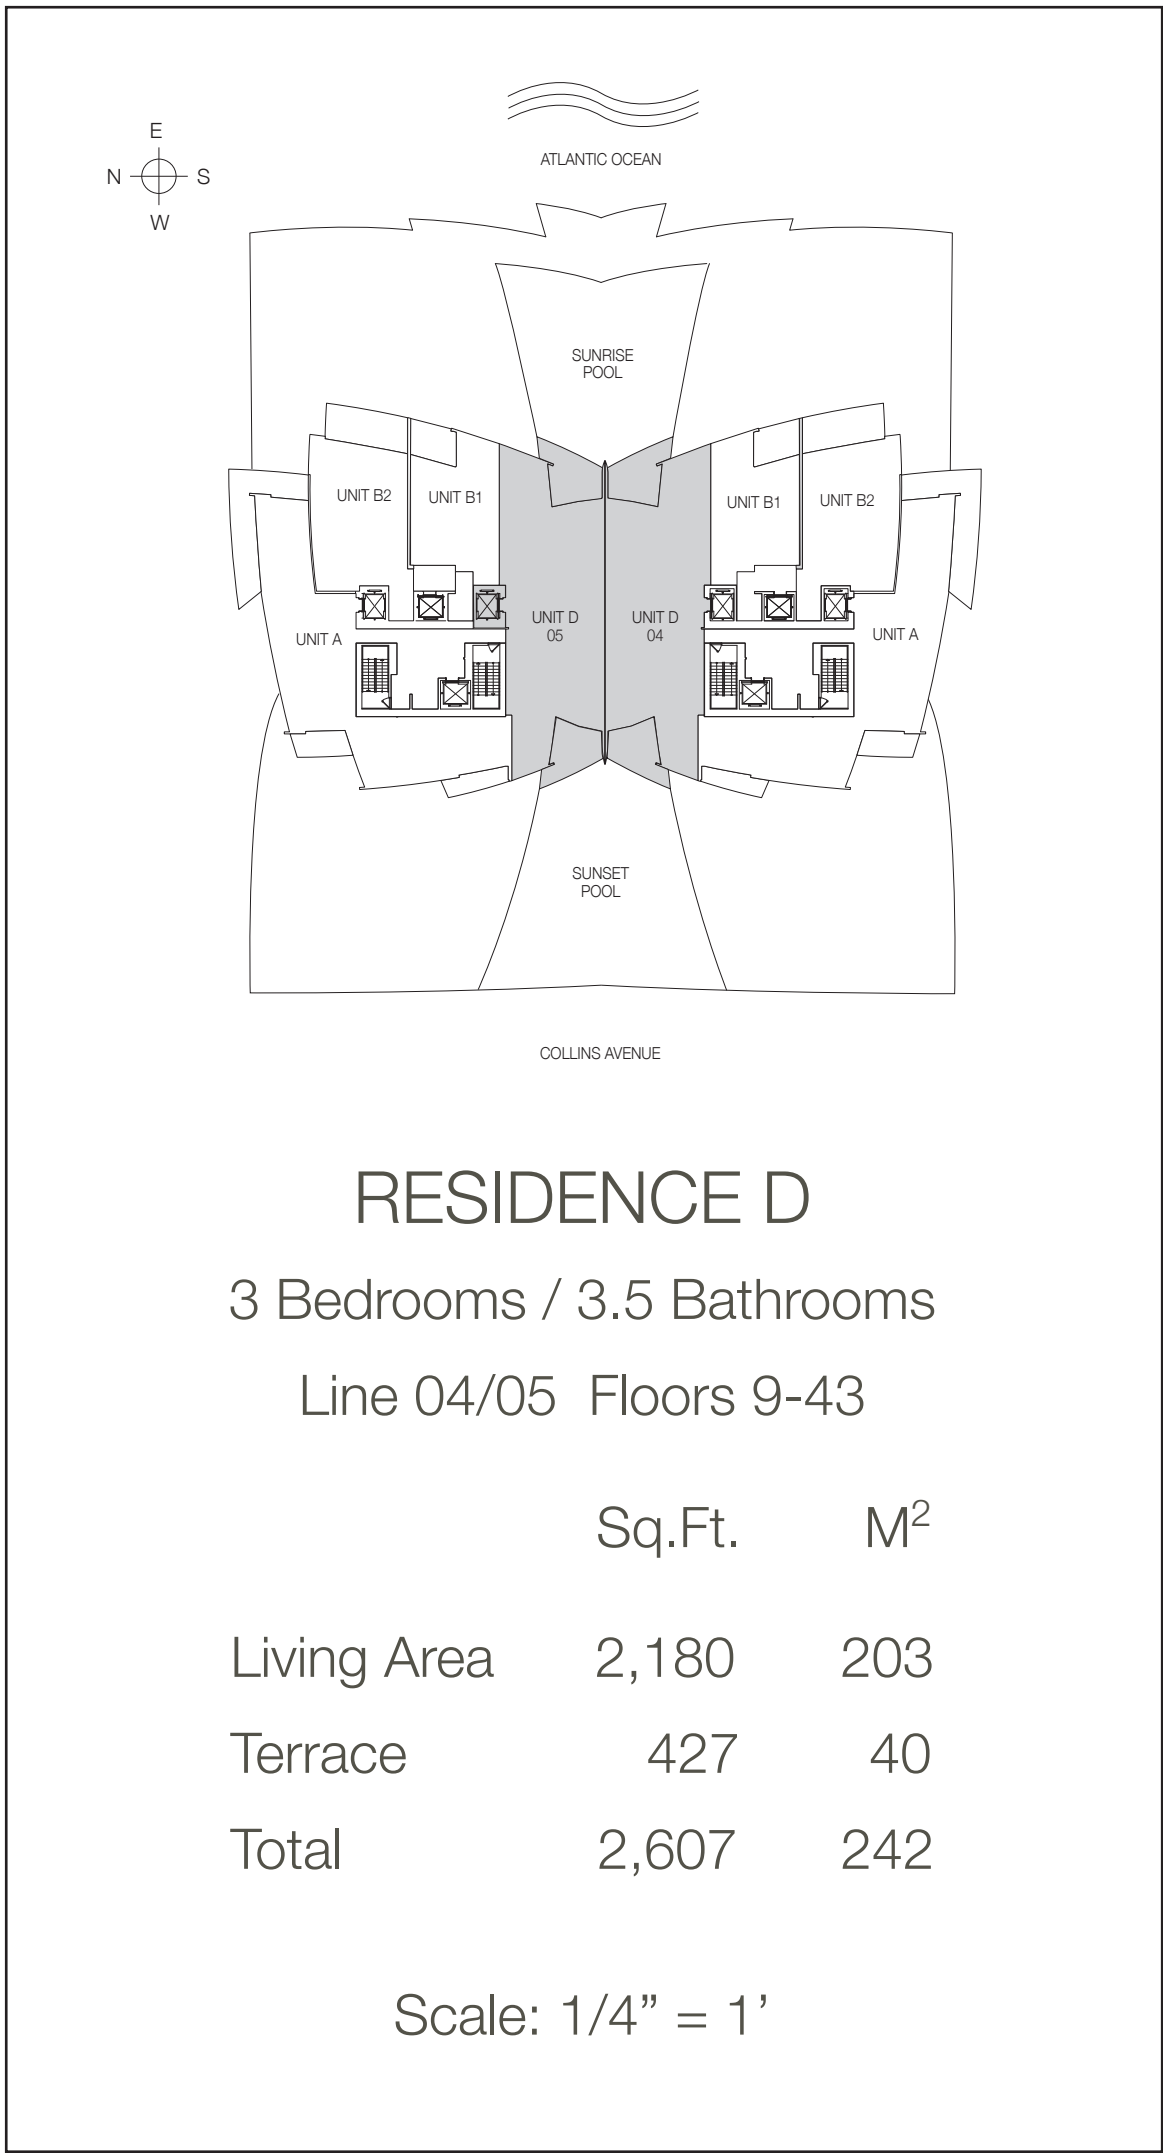 E
N S
W
ATLANTIC OCEAN
SUNRISE
POOL
UNIT B2
UNIT B1
UNIT B1
UNIT B2
UNIT A
UNIT D
05
UNIT D
04
UNIT A
SUNSET
POOL
COLLINS AVENUE
RESIDENCE D
3 Bedrooms / 3.5 Bathrooms
Line 04/05 Floors 9-43
Sq.Ft. M²
Living Area 2,180 203
Terrace 427 40
Total 2,607 242
Scale: 1/4” = 1’